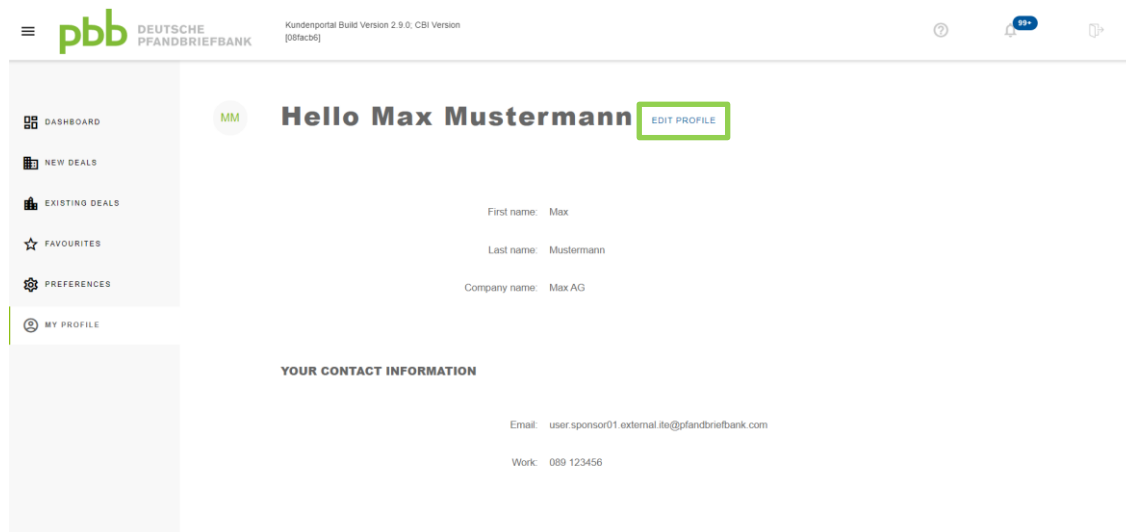 pbb DEUTSCHE
PFANDBRIEFBANK
Kundenportal Build Version 2.9.0; CBI Version
[08facb6]
99+
DASHBOARD
NEW DEALS
EXISTING DEALS
FAVOURITES
PREFERENCES
MY PROFILE
MM
Hello Max Mustermann EDIT PROFILE
First name: Max
Last name: Mustermann
Company name: Max AG
YOUR CONTACT INFORMATION
Email: user.sponsor01.external.ite@pfandbriefbank.com
Work: 089 123456